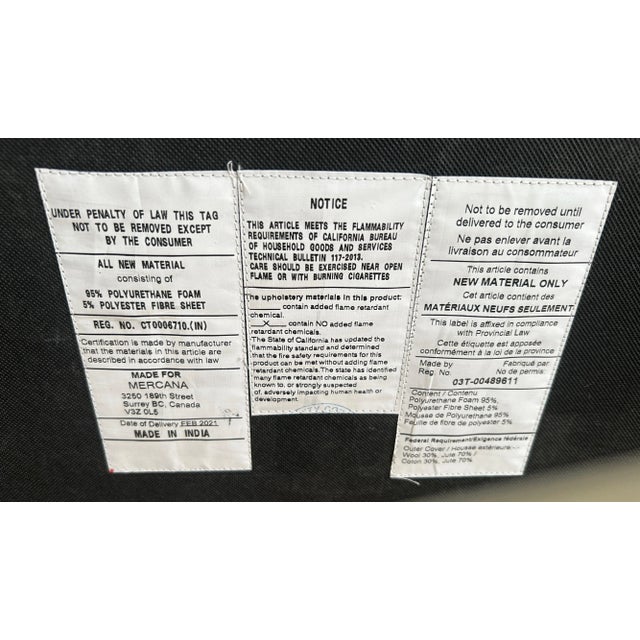 UNDER PENALTY OF LAW THIS TAG
NOT TO BE REMOVED EXCEPT
BY THE CONSUMER
ALL NEW MATERIAL
consisting of
95% POLYURETHANE FOAM
5% POLYESTER FIBRE SHEET
REG. NO. CT0006710.(IN)
Certification is made by manufacturer
that the materials in this article are
described in accordance with law
MADE FOR
MERCANA
3250 189th Street
Surrey BC, Canada
V3Z 0L5
Date of Delivery FEB 2021
MADE IN INDIA
NOTICE
THIS ARTICLE MEETS THE FLAMMABILITY
REQUIREMENTS OF CALIFORNIA BUREAU
OF HOUSEHOLD GOODS AND SERVICES
TECHNICAL BULLETIN 117-2013.
CARE SHOULD BE EXERCISED NEAR OPEN
FLAME OR WITH BURNING CIGARETTES
The upholstery materials in this product:
contain added flame retardant
chemical.
X contain NO added flame
retardant chemicals.
The State of California has updated the
flammability standard and determined
that the fire safety requirements for this
product can be met without adding flame
retardant chemicals. The state has identified
many flame retardant chemicals as being
known to, or strongly suspected
of, adversely impacting human health or
development.
Not to be removed until
delivered to the consumer
Ne pas enlever avant la
livraison au consommateur
This article contains
NEW MATERIAL ONLY
Cet article contient des
MATÉRIAUX NEUFS SEULEMENT
This label is affixed in compliance
with Provincial Law
Cette étiquette est apposée
conformément à la loi de la province
Made by Fabriqué par
Reg. No. No de permis:
03T-00489611
Content / Contenu
Polyurethane Foam 95%,
Polyester Fibre Sheet 5%
Mousse de Polyurethane 95%
Feuille de fibre de polyester 5%
Federal Requirement/Exigence fédérale
Outer Cover / Housse extérieure:-
Wool 30%, Jute 70% /
Coton 30%, Jute 70%